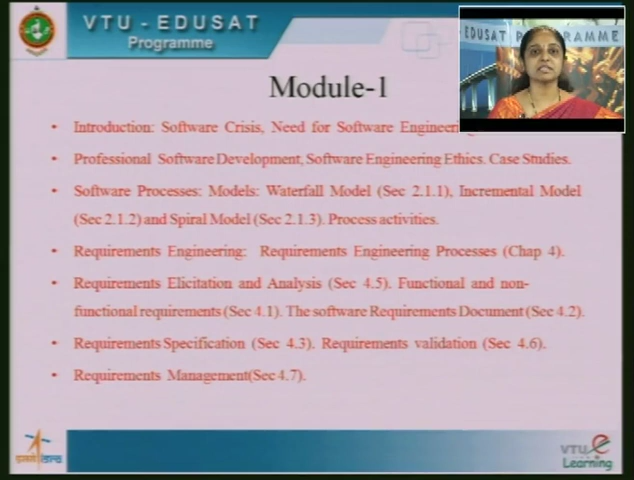 VTU - EDUSAT
Programme
EDUSAT PROGRAMME
Module-1
• Introduction: Software Crisis, Need for Software Engineering
• Professional Software Development, Software Engineering Ethics. Case Studies.
• Software Processes: Models: Waterfall Model (Sec 2.1.1), Incremental Model
(Sec 2.1.2) and Spiral Model (Sec 2.1.3). Process activities.
• Requirements Engineering: Requirements Engineering Processes (Chap 4).
• Requirements Elicitation and Analysis (Sec 4.5). Functional and non-
functional requirements (Sec 4.1). The software Requirements Document (Sec 4.2).
• Requirements Specification (Sec 4.3). Requirements validation (Sec 4.6).
• Requirements Management(Sec 4.7).
VTU e
Learning